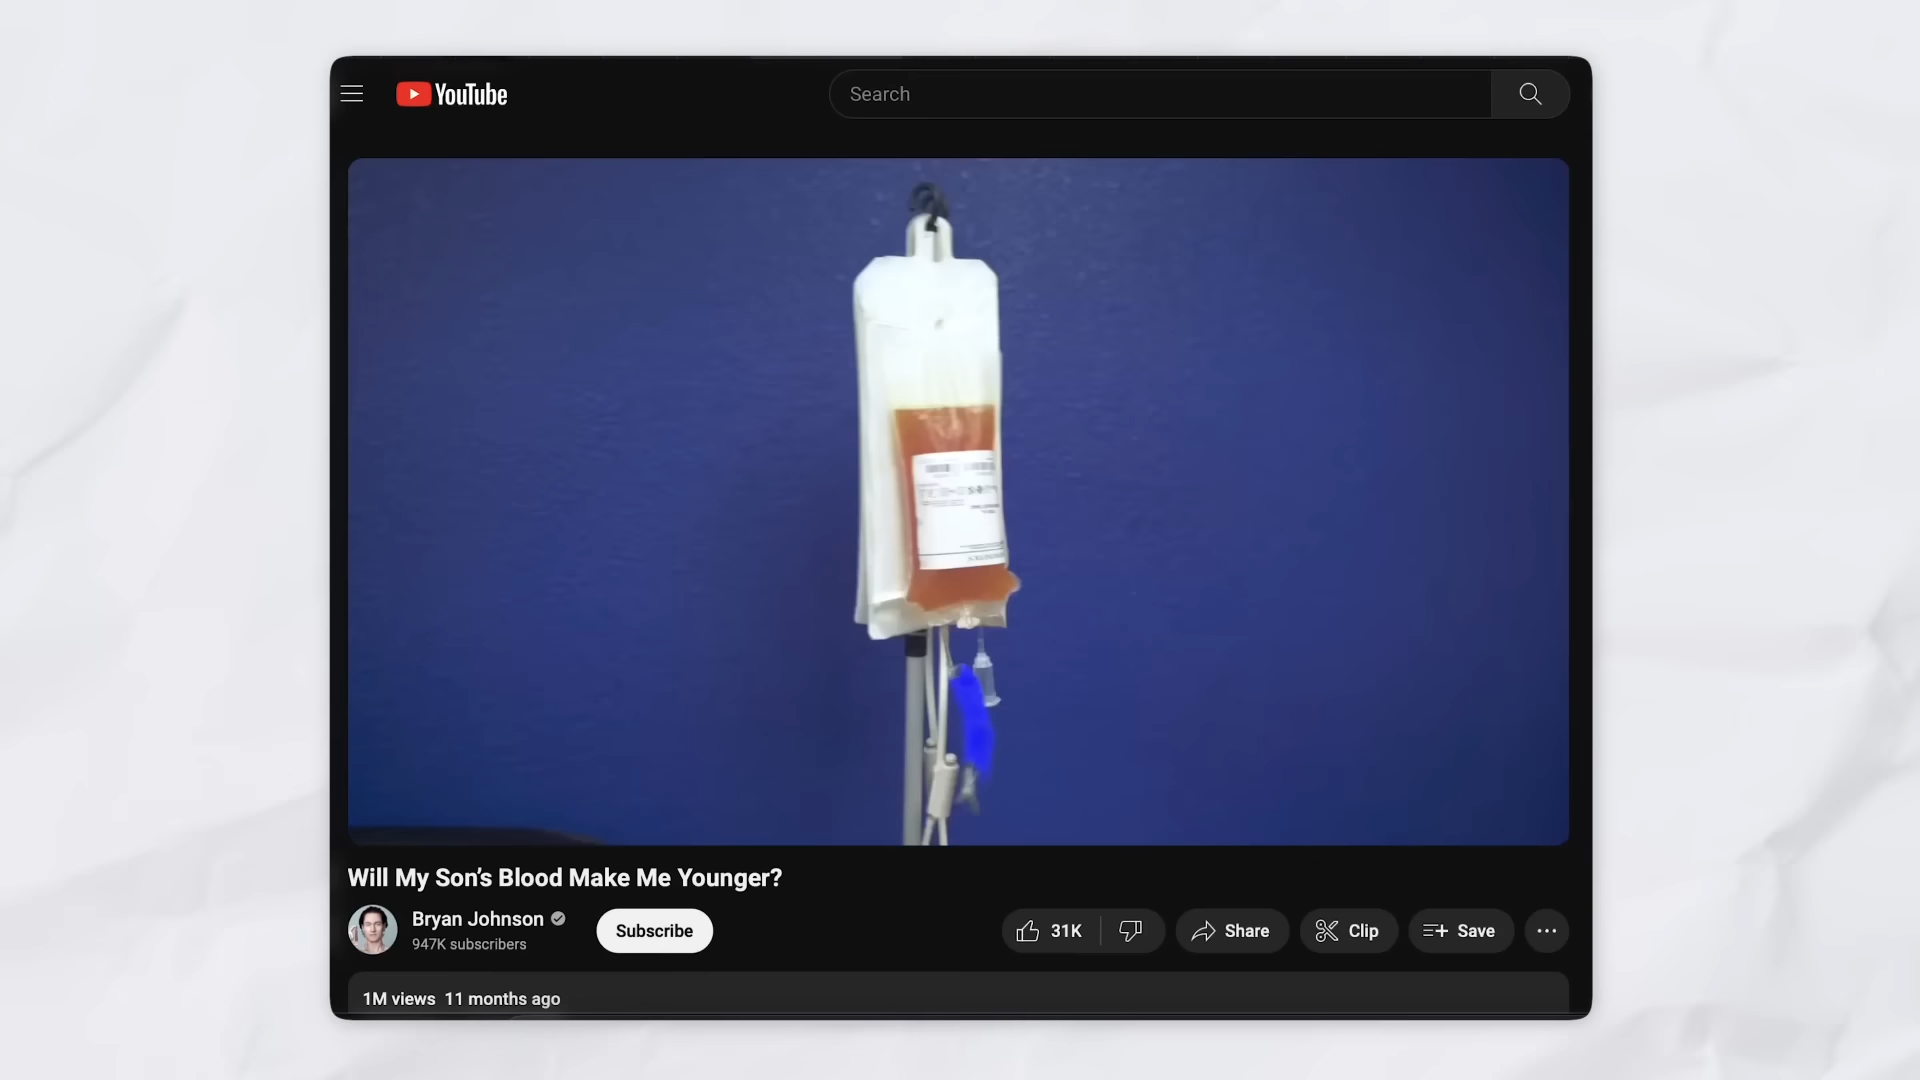 YouTube
Search
Will My Son's Blood Make Me Younger?
Bryan Johnson
947K subscribers
Subscribe
31K
Share
Clip
Save
1M views 11 months ago